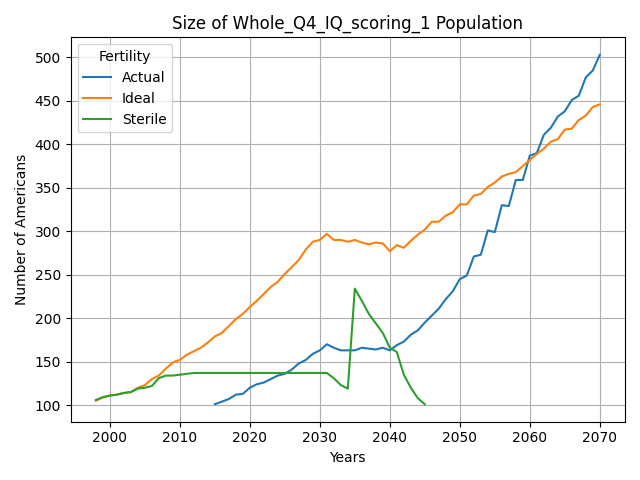 Size of Whole_Q4_IQ_scoring_1 Population
Fertility
Actual
Ideal
Sterile
Number of Americans
500
450
400
350
300
250
200
150
100
2000
2010
2020
2030
2040
2050
2060
2070
Years